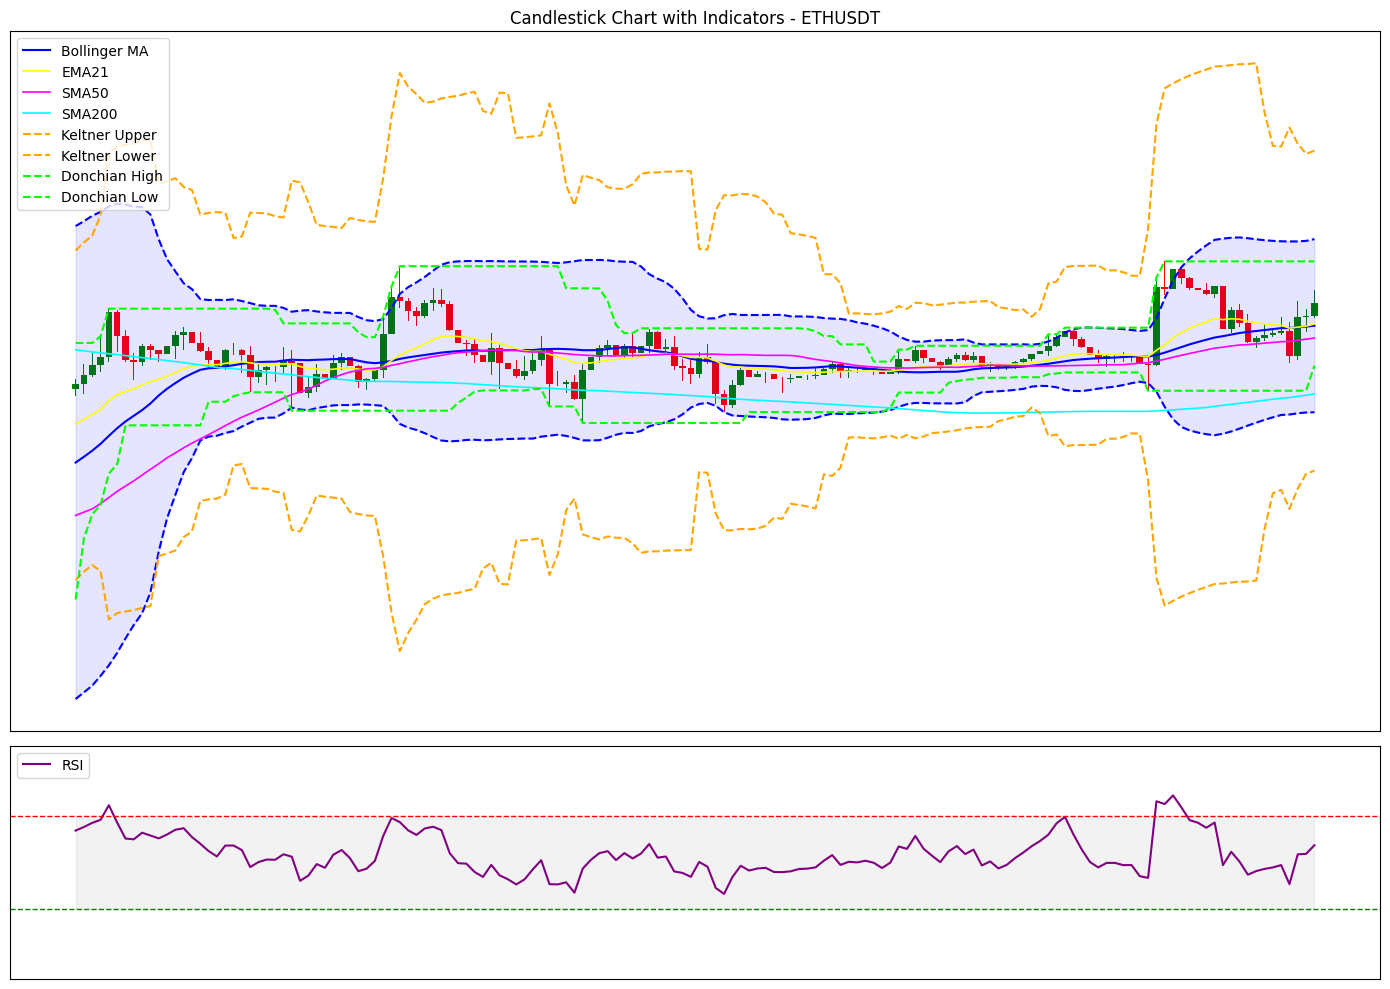 Candlestick Chart with Indicators - ETHUSDT
Bollinger MA
EMA21
SMA50
SMA200
Keltner Upper
Keltner Lower
Donchian High
Donchian Low
RSI